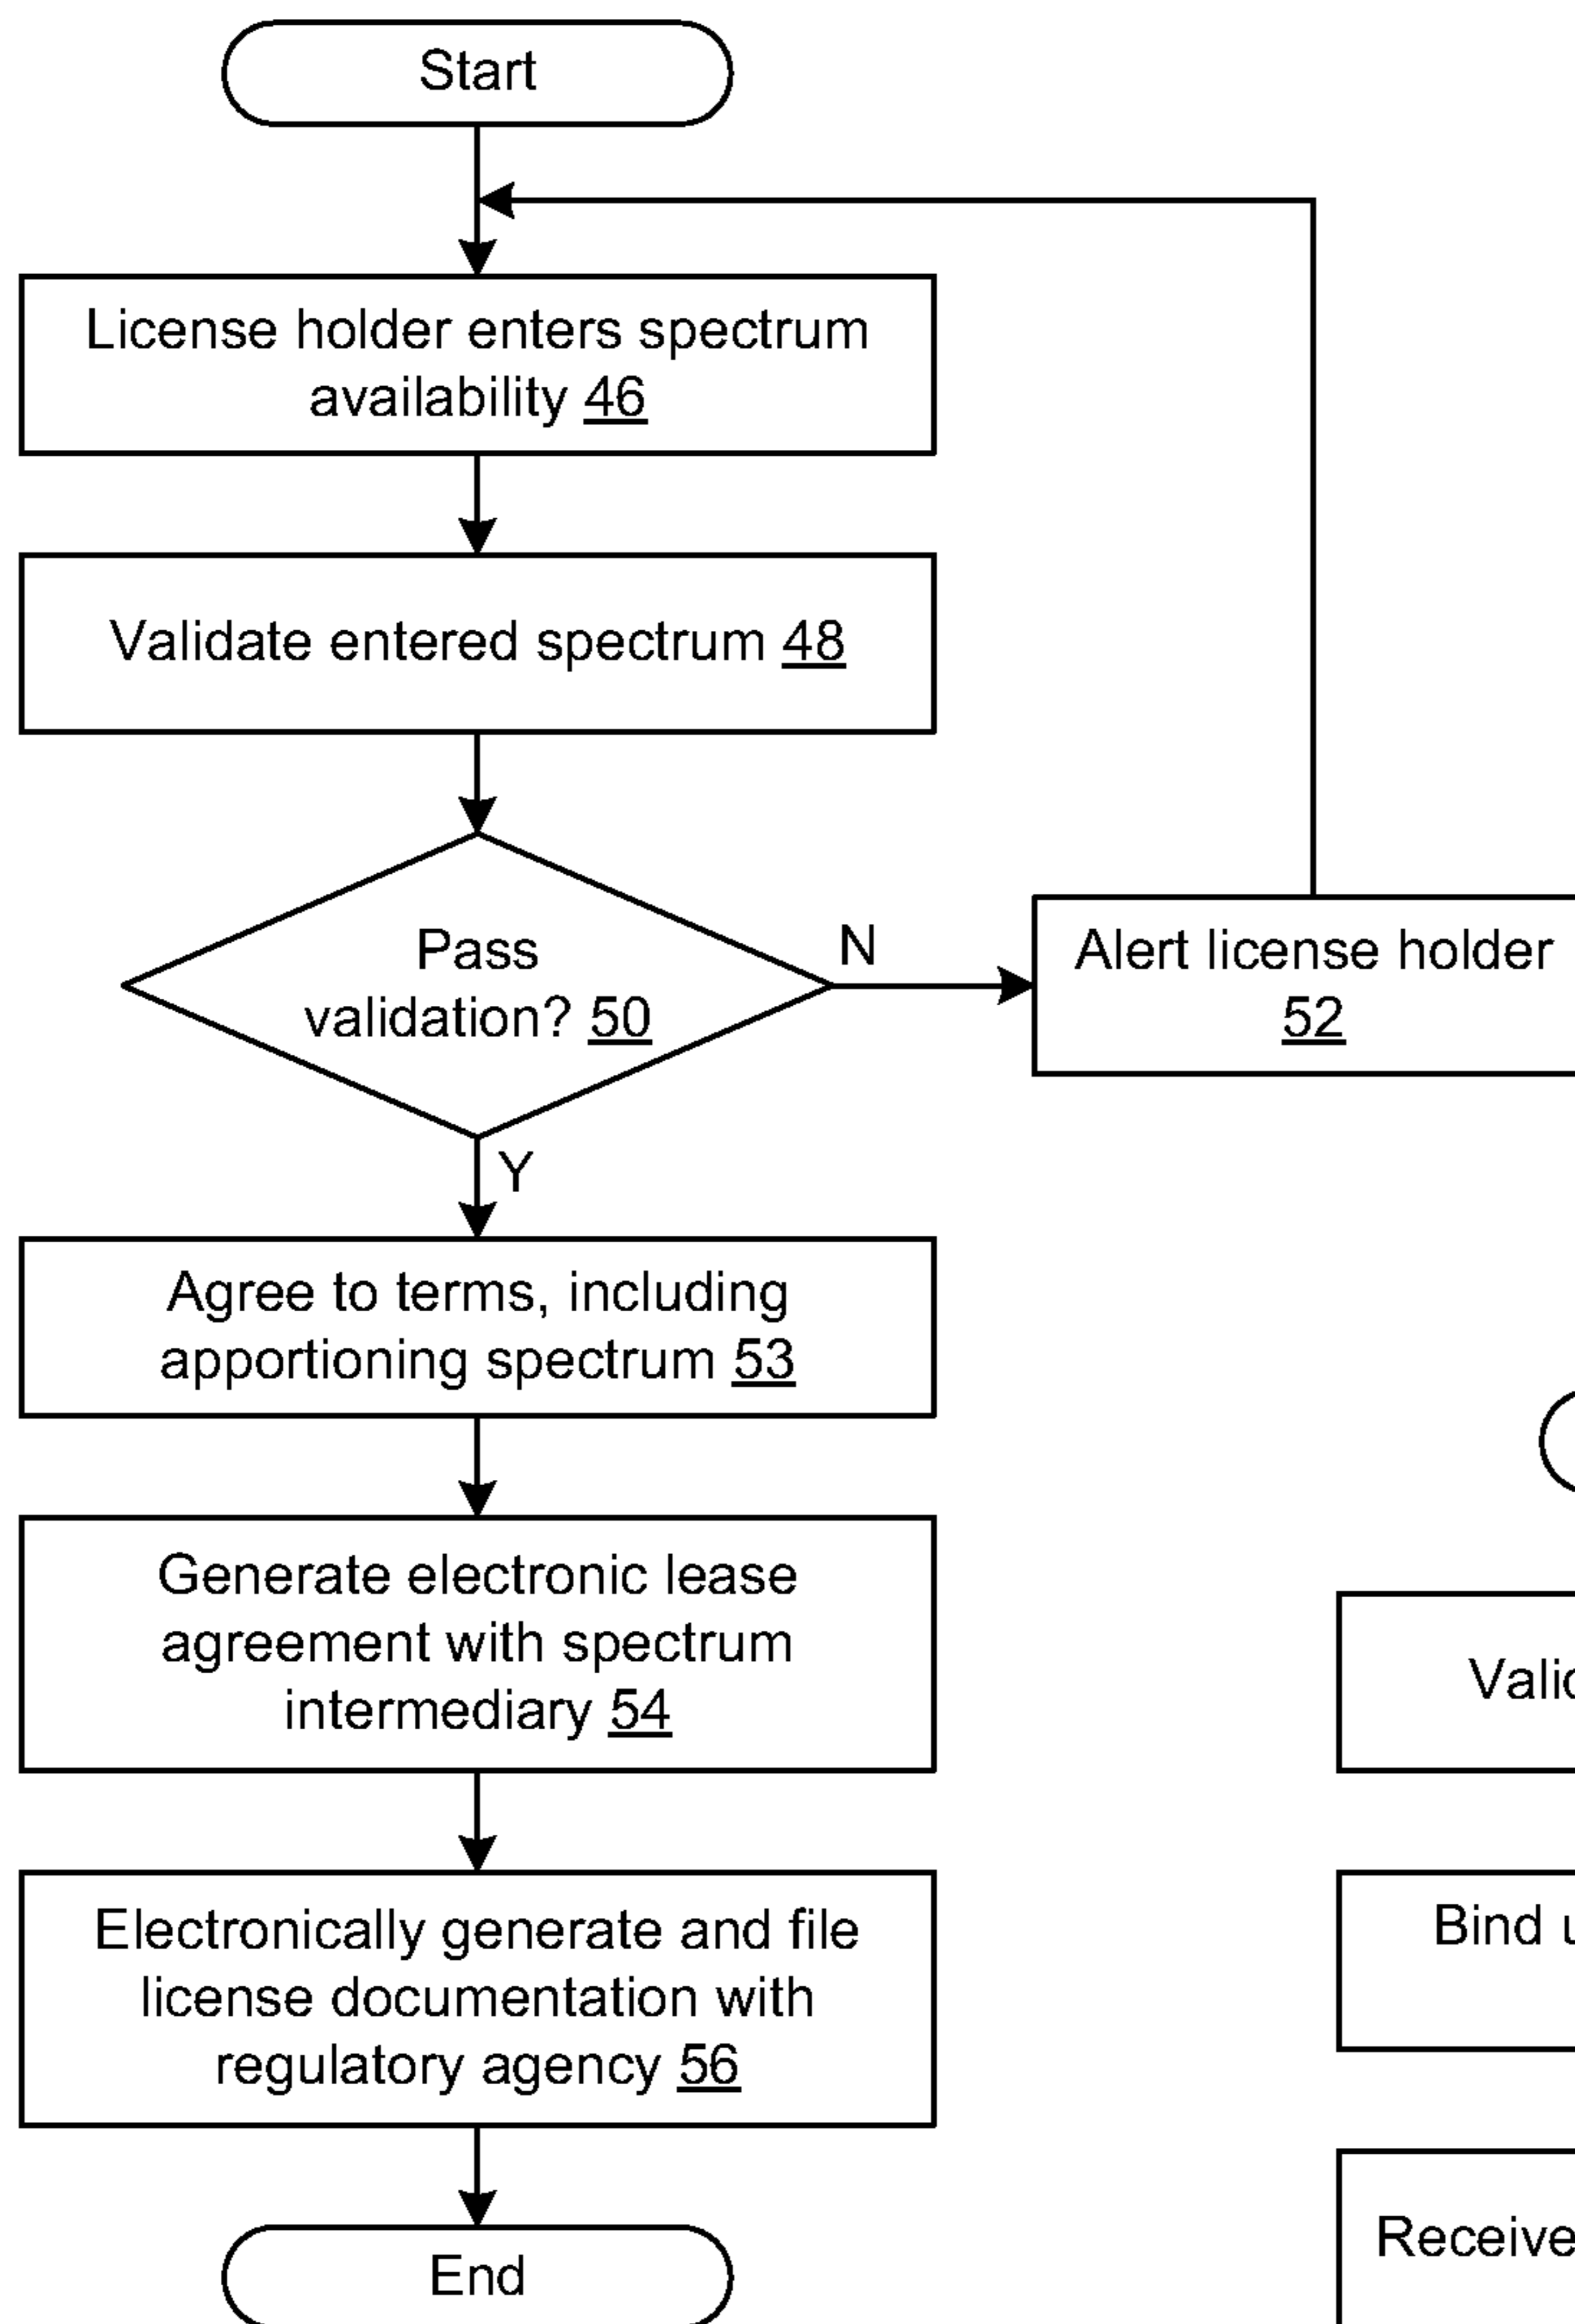 Start
License holder enters spectrum
availability 46
Validate entered spectrum 48
Pass
validation? 50
N
Alert license holder
52
Y
Agree to terms, including
apportioning spectrum 53
Generate electronic lease
agreement with spectrum
intermediary 54
Electronically generate and file
license documentation with
regulatory agency 56
End
Bind
Receive